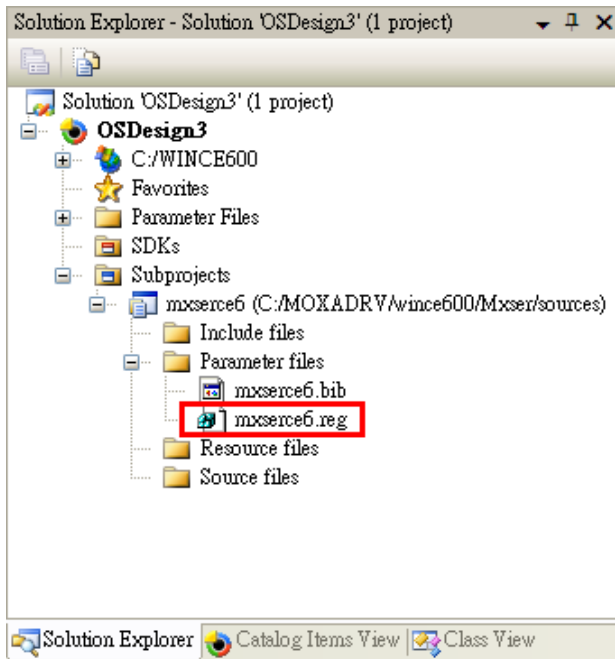 Solution Explorer - Solution 'OSDesign3' (1 project)
Solution 'OSDesign3' (1 project)
OSDesign3
C:/WINCE600
Favorites
Parameter Files
SDKs
Subprojects
mxserce6 (C:/MOXADRV/wince600/Mxser/sources)
Include files
Parameter files
mxserce6.bib
mxserce6.reg
Resource files
Source files
Solution Explorer Catalog Items View Class View